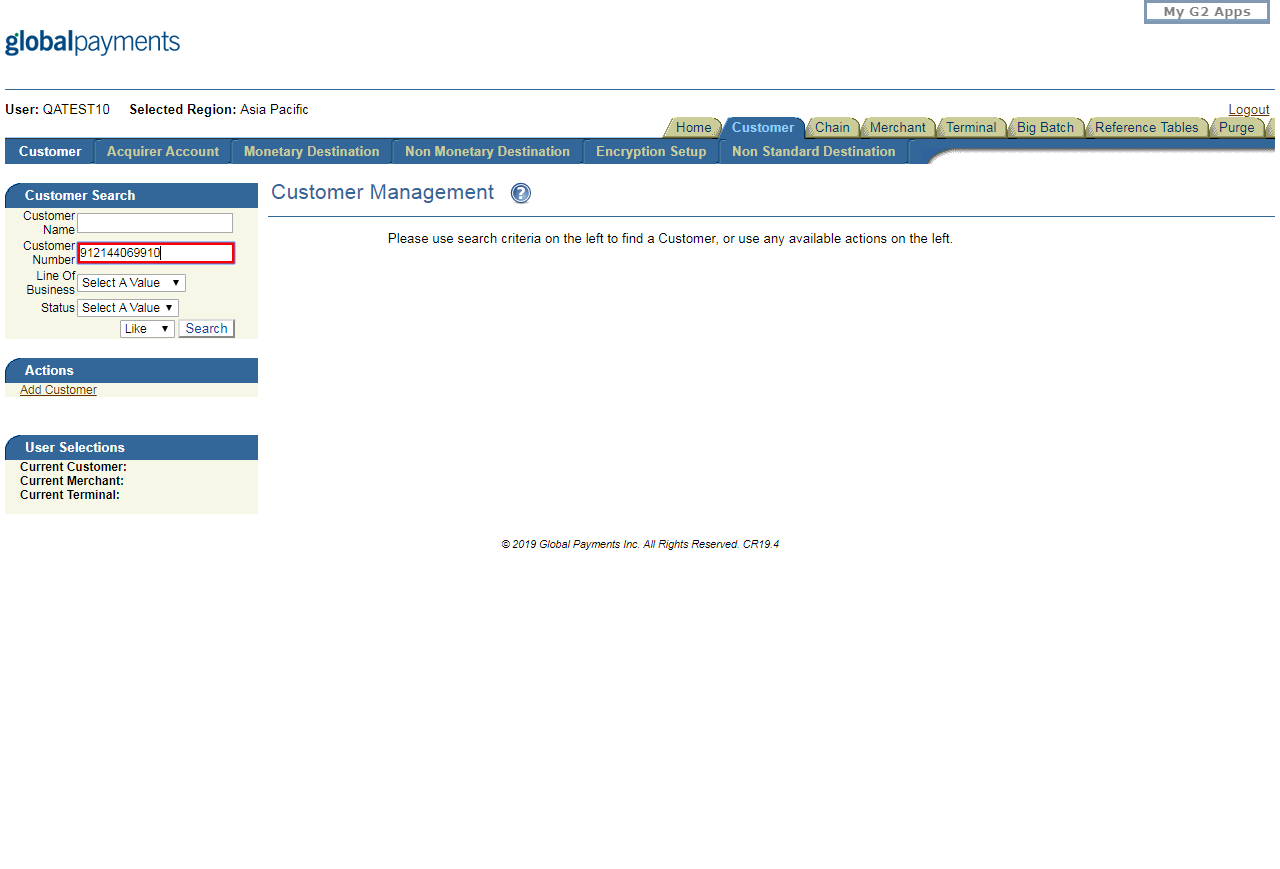 My G2 Apps
globalpayments
User: QATEST10 Selected Region: Asia Pacific
Logout
Home Customer Chain Merchant Terminal Big Batch Reference Tables Purge
Customer Acquirer Account Monetary Destination Non Monetary Destination Encryption Setup Non Standard Destination
Customer Search
Customer Name
Customer Number 912144069910
Line Of Business Select A Value
Status Select A Value
Like Search
Actions
Add Customer
User Selections
Current Customer:
Current Merchant:
Current Terminal:
Customer Management ?
Please use search criteria on the left to find a Customer, or use any available actions on the left.
© 2019 Global Payments Inc. All Rights Reserved. CR19.4